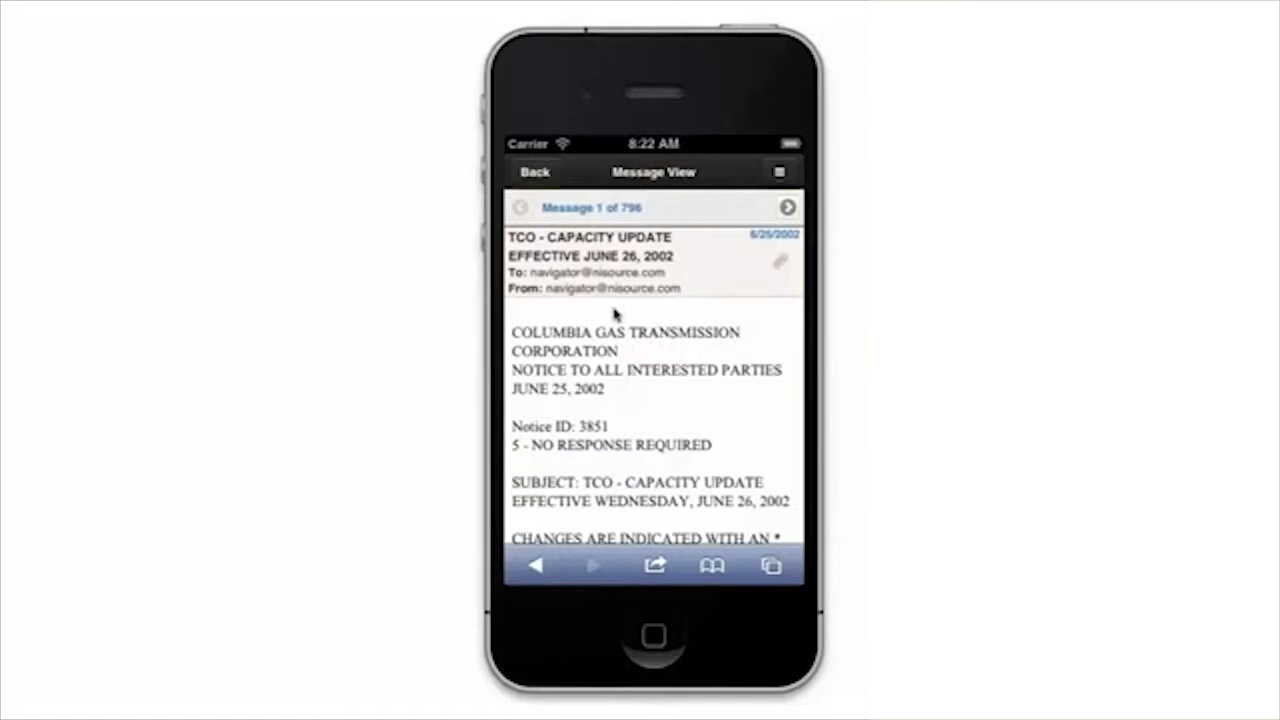 Carrier 8:22 AM
Back Message View
Message 1 of 796
TCO - CAPACITY UPDATE 6/25/2002
EFFECTIVE JUNE 26, 2002
To: navigator@nisource.com
From: navigator@nisource.com
COLUMBIA GAS TRANSMISSION
CORPORATION
NOTICE TO ALL INTERESTED PARTIES
JUNE 25, 2002
Notice ID: 3851
5 - NO RESPONSE REQUIRED
SUBJECT: TCO - CAPACITY UPDATE
EFFECTIVE WEDNESDAY, JUNE 26, 2002
CHANGES ARE INDICATED WITH AN *